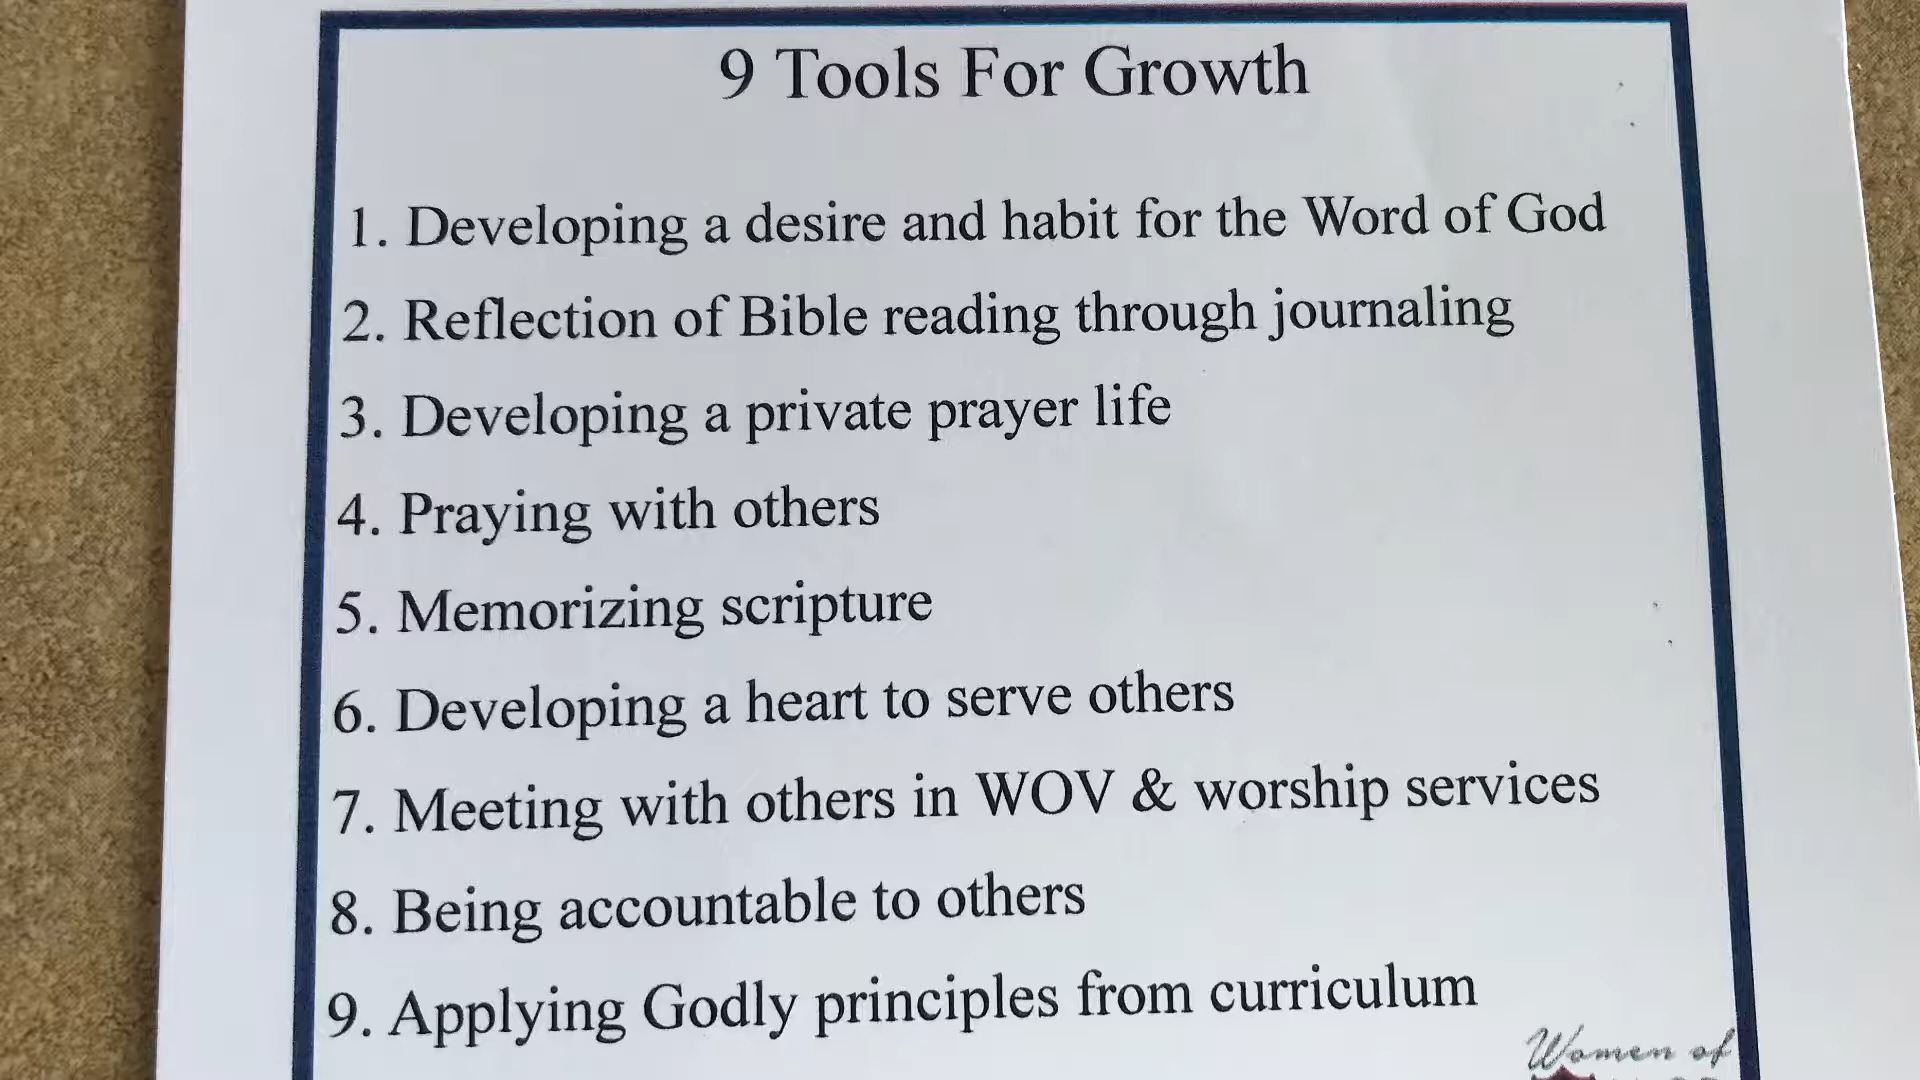 9 Tools For Growth
1. Developing a desire and habit for the Word of God
2. Reflection of Bible reading through journaling
3. Developing a private prayer life
4. Praying with others
5. Memorizing scripture
6. Developing a heart to serve others
7. Meeting with others in WOV & worship services
8. Being accountable to others
9. Applying Godly principles from curriculum
Women of